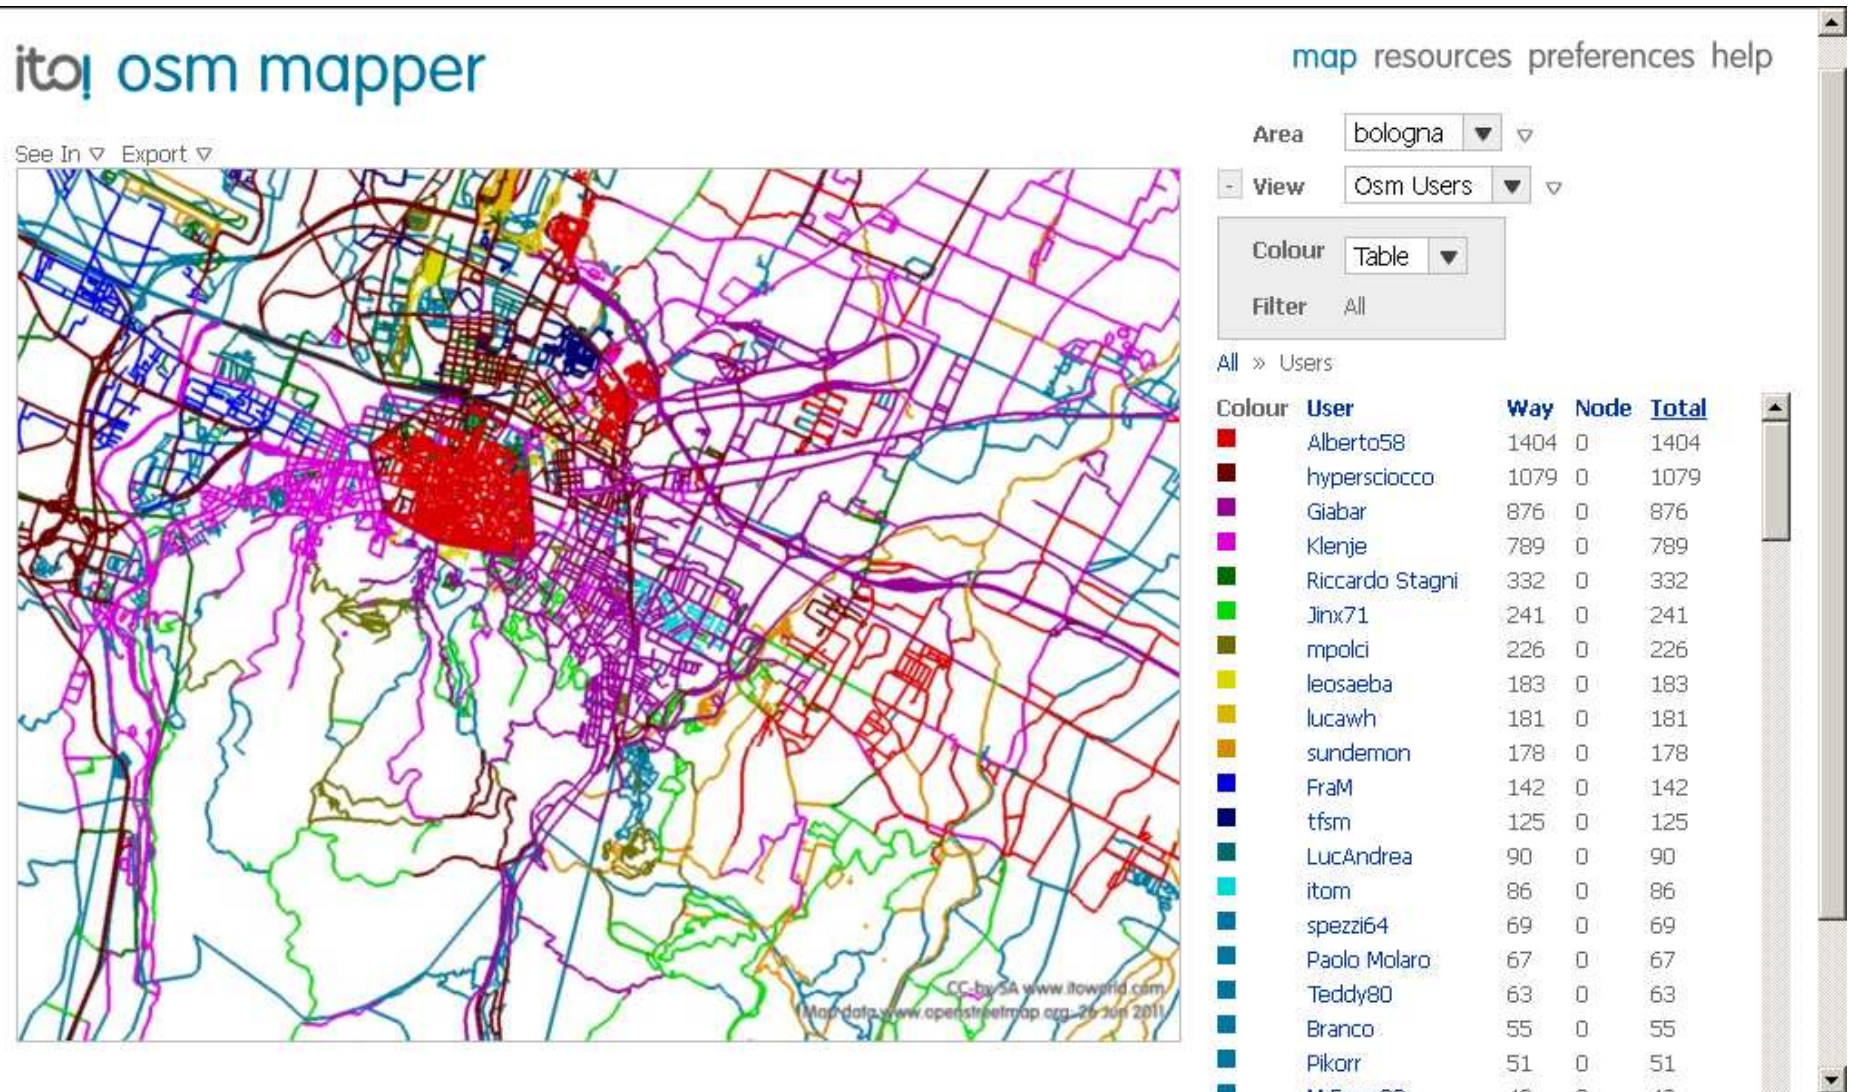 ito! osm mapper
map resources preferences help
See In Export
Area bologna
- View Osm Users
Colour Table
Filter All
All » Users
Colour User Way Node Total
Alberto58 1404 0 1404
hypersciocco 1079 0 1079
Giabar 876 0 876
Klenje 789 0 789
Riccardo Stagni 332 0 332
Jinx71 241 0 241
mpolci 226 0 226
leosaeba 183 0 183
lucawh 181 0 181
sundemon 178 0 178
FraM 142 0 142
tfsm 125 0 125
LucAndrea 90 0 90
itom 86 0 86
spezzi64 69 0 69
Paolo Molaro 67 0 67
Teddy80 63 0 63
Branco 55 0 55
Pikorr 51 0 51
CC-by SA www.itoworld.com
Map data www.openstreetmap.org: 26 Jun 2011